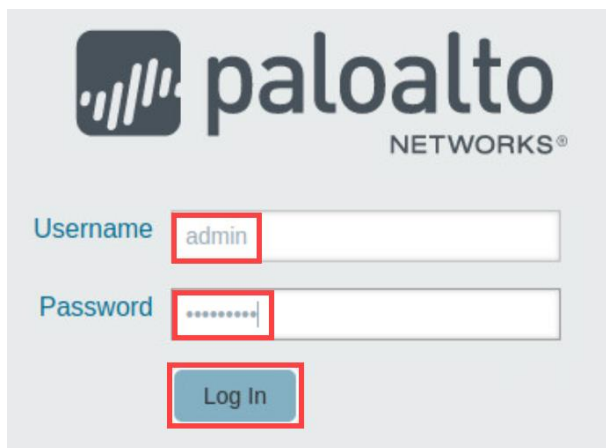 paloalto
NETWORKS®
Username admin
Password •••••••••
Log In